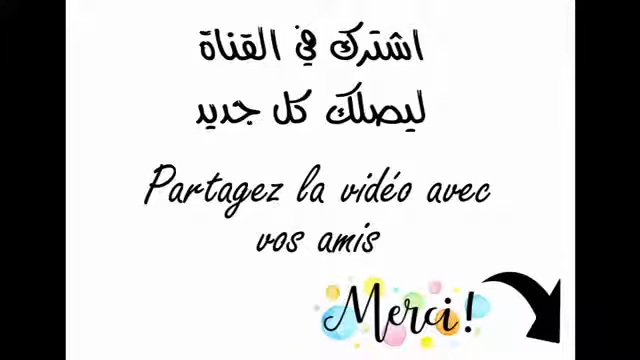 اشترك في القناة
ليصلك كل جديد
Partagez la vidéo avec
vos amis
Merci !